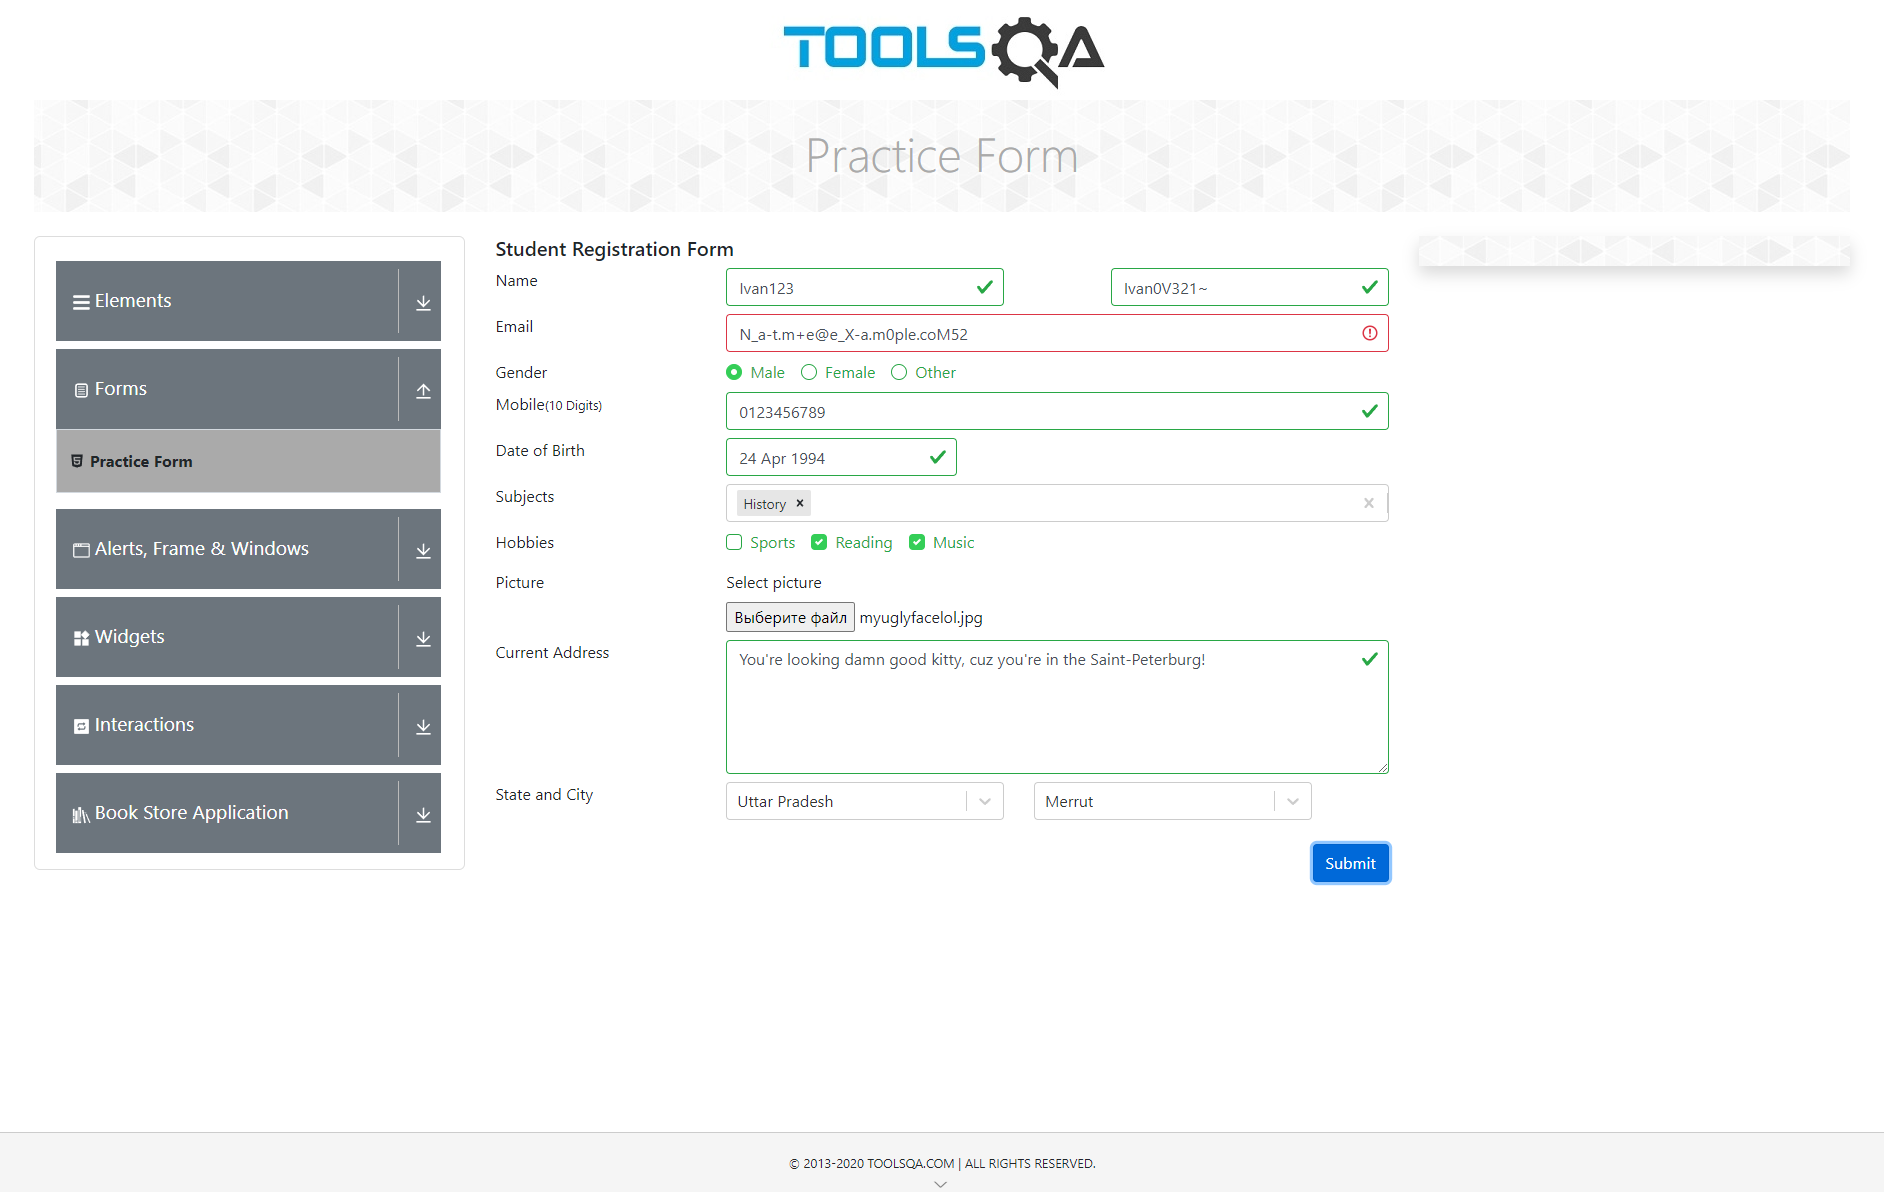 TOOLSQA
Practice Form
Elements
Forms
Practice Form
Alerts, Frame & Windows
Widgets
Interactions
Book Store Application
Student Registration Form
Name Ivan123 Ivan0V321~
Email N_a-t.m+e@e_X-a.m0ple.coM52
Gender Male Female Other
Mobile(10 Digits) 0123456789
Date of Birth 24 Apr 1994
Subjects History
Hobbies Sports Reading Music
Picture Select picture
Выберите файл myuglyfacelol.jpg
Current Address You're looking damn good kitty, cuz you're in the Saint-Peterburg!
State and City Uttar Pradesh Merrut
Submit
© 2013-2020 TOOLSQA.COM | ALL RIGHTS RESERVED.